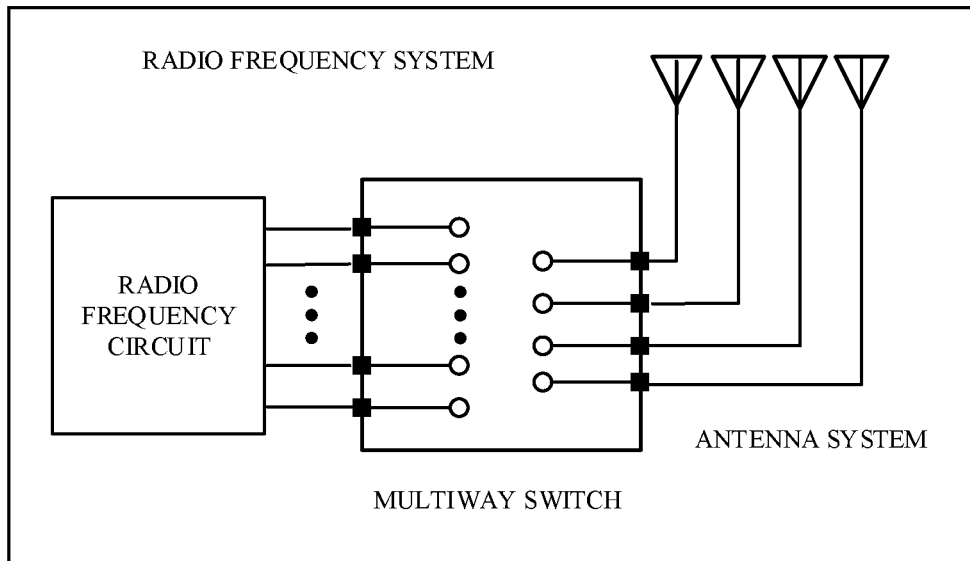 RADIO FREQUENCY SYSTEM
RADIO
FREQUENCY
CIRCUIT
ANTENNA SYSTEM
MULTIWAY SWITCH